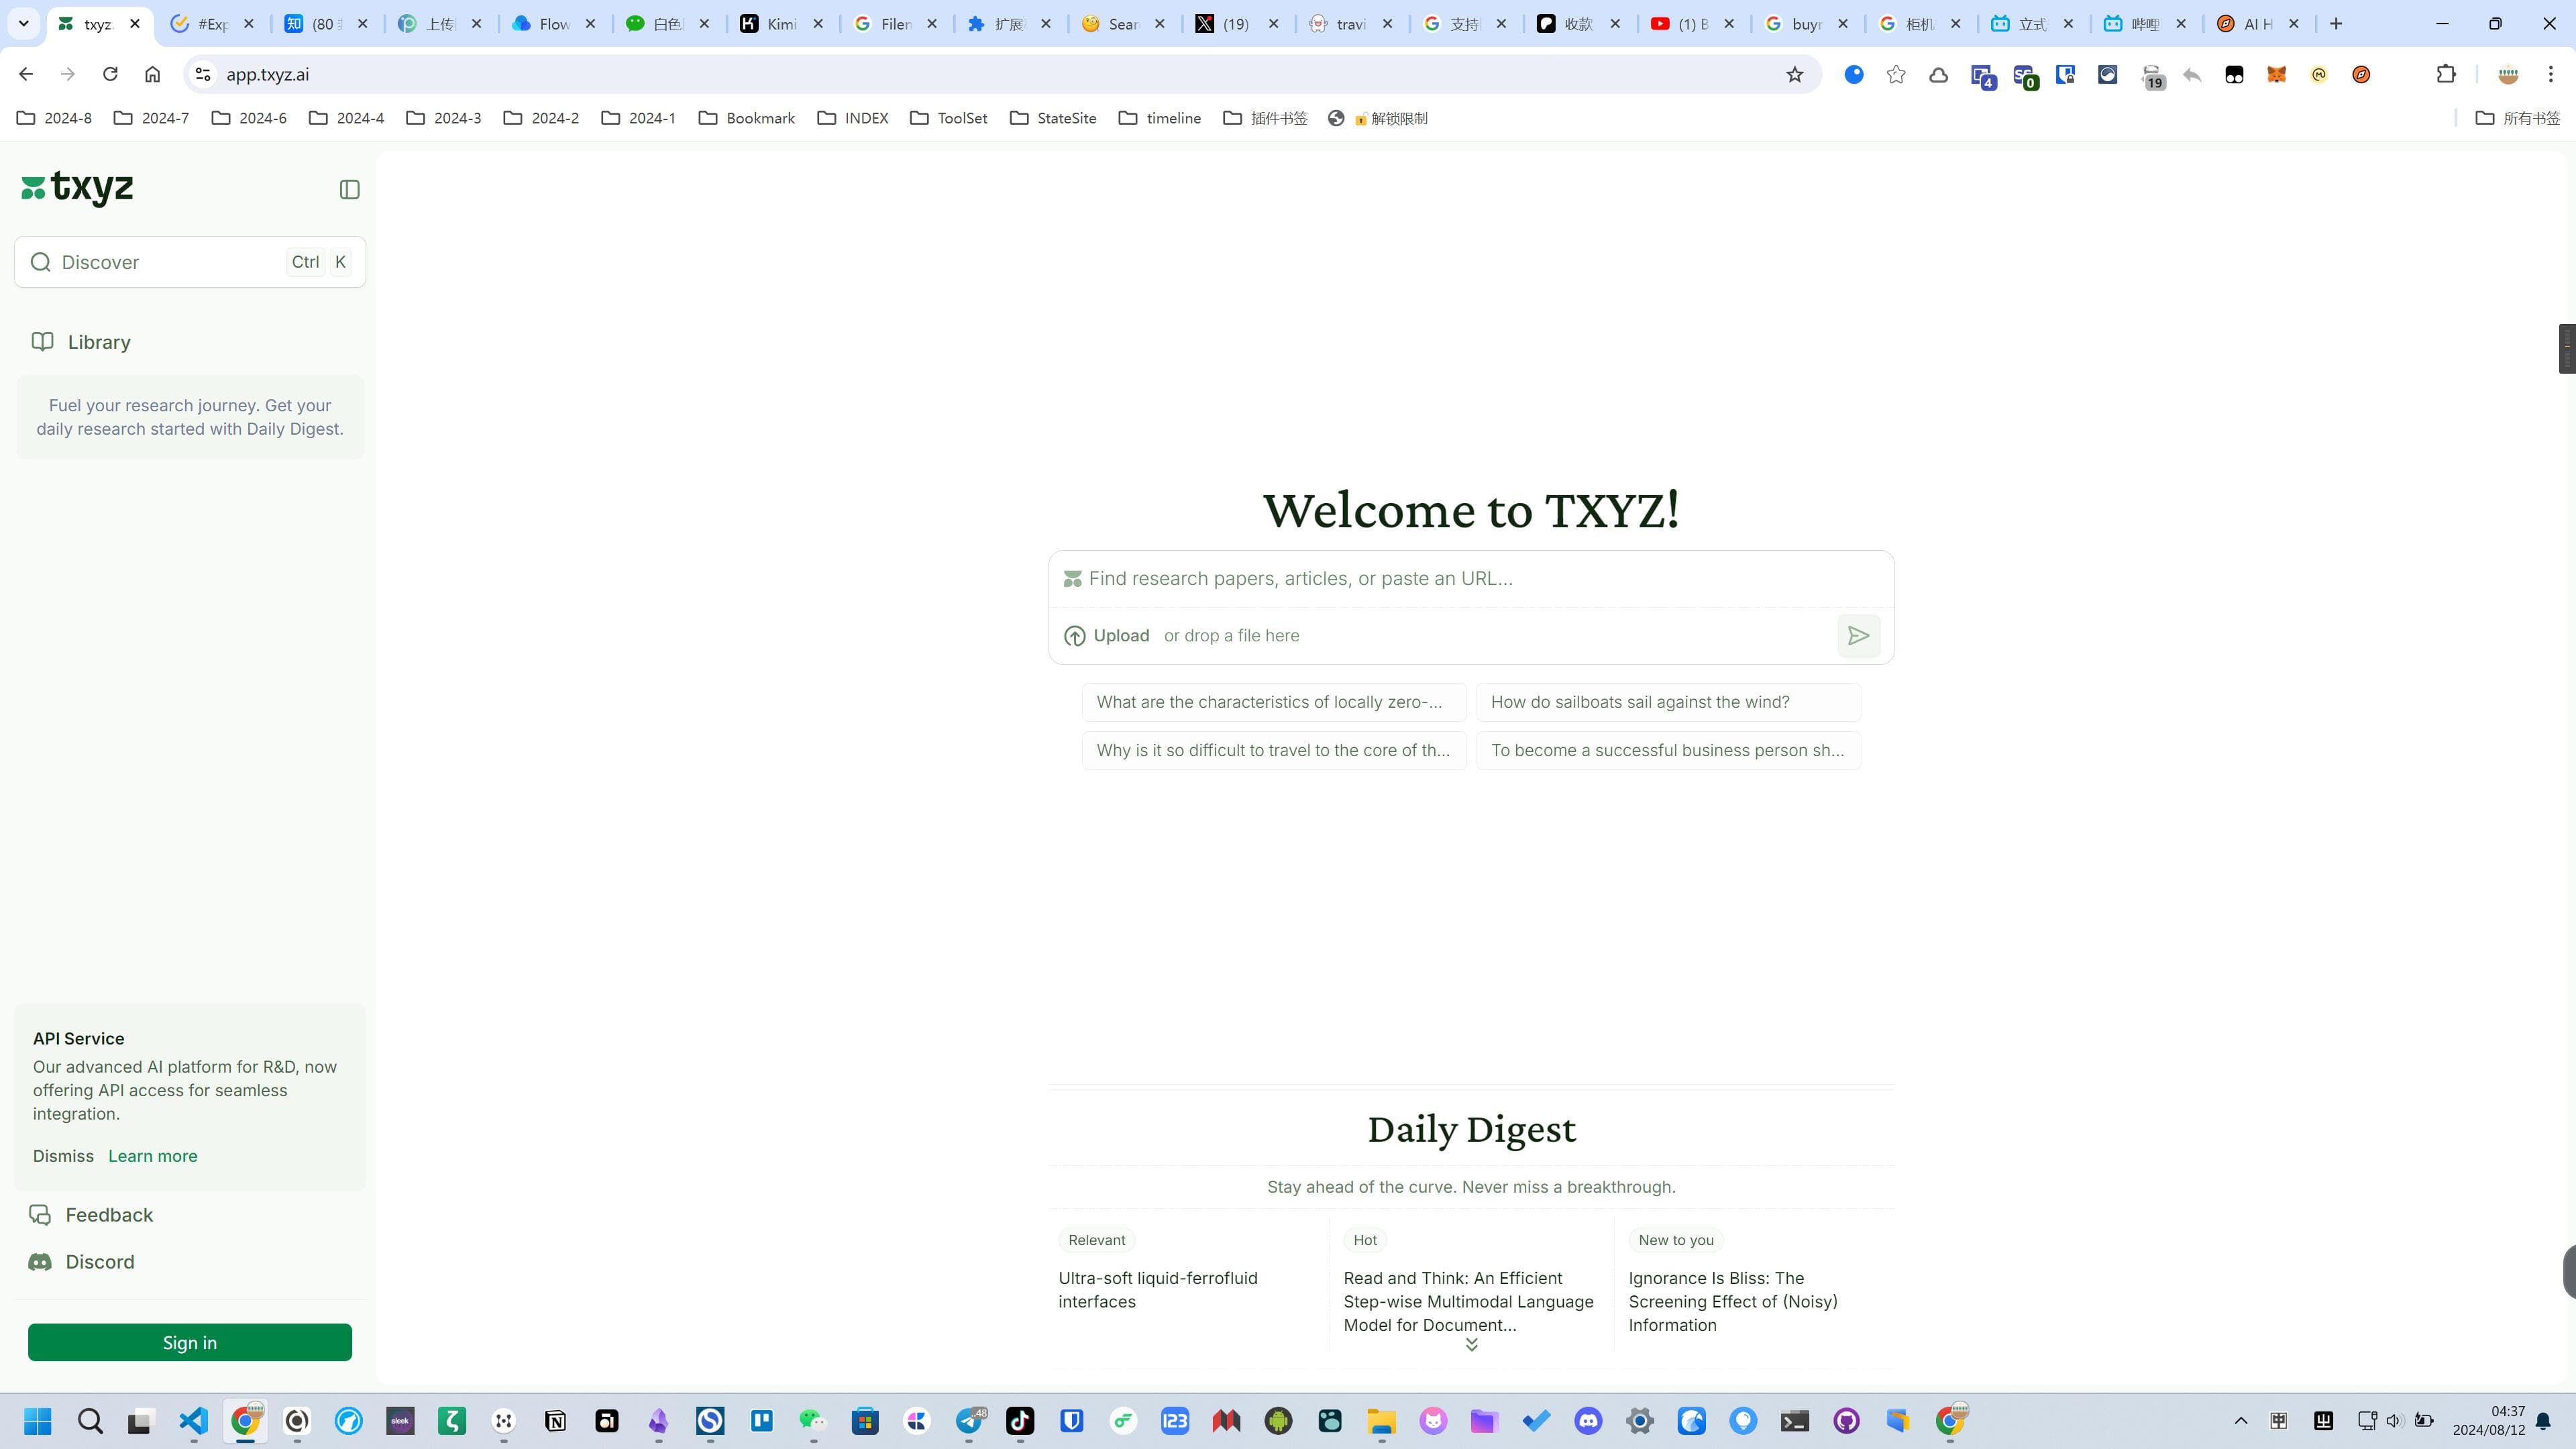 txyz.
#Exp
(80
上传
Flow
白色
Kimi
Filen
扩展
Sear
(19)
travi
支持
收款
(1) B
buyr
柜机
立式
哔哩
AI H
app.txyz.ai
4
0
19
2024-8
2024-7
2024-6
2024-4
2024-3
2024-2
2024-1
Bookmark
INDEX
ToolSet
StateSite
timeline
插件书签
解锁限制
所有书签
txyz
Discover
Ctrl K
Library
Fuel your research journey. Get your
daily research started with Daily Digest.
Welcome to TXYZ!
Find research papers, articles, or paste an URL...
Upload or drop a file here
What are the characteristics of locally zero-...
How do sailboats sail against the wind?
Why is it so difficult to travel to the core of th...
To become a successful business person sh...
API Service
Our advanced AI platform for R&D, now
offering API access for seamless
integration.
Dismiss Learn more
Feedback
Discord
Sign in
Daily Digest
Stay ahead of the curve. Never miss a breakthrough.
Relevant
Ultra-soft liquid-ferrofluid
interfaces
Hot
Read and Think: An Efficient
Step-wise Multimodal Language
Model for Document...
New to you
Ignorance Is Bliss: The
Screening Effect of (Noisy)
Information
sleek
48
123
04:37
2024/08/12